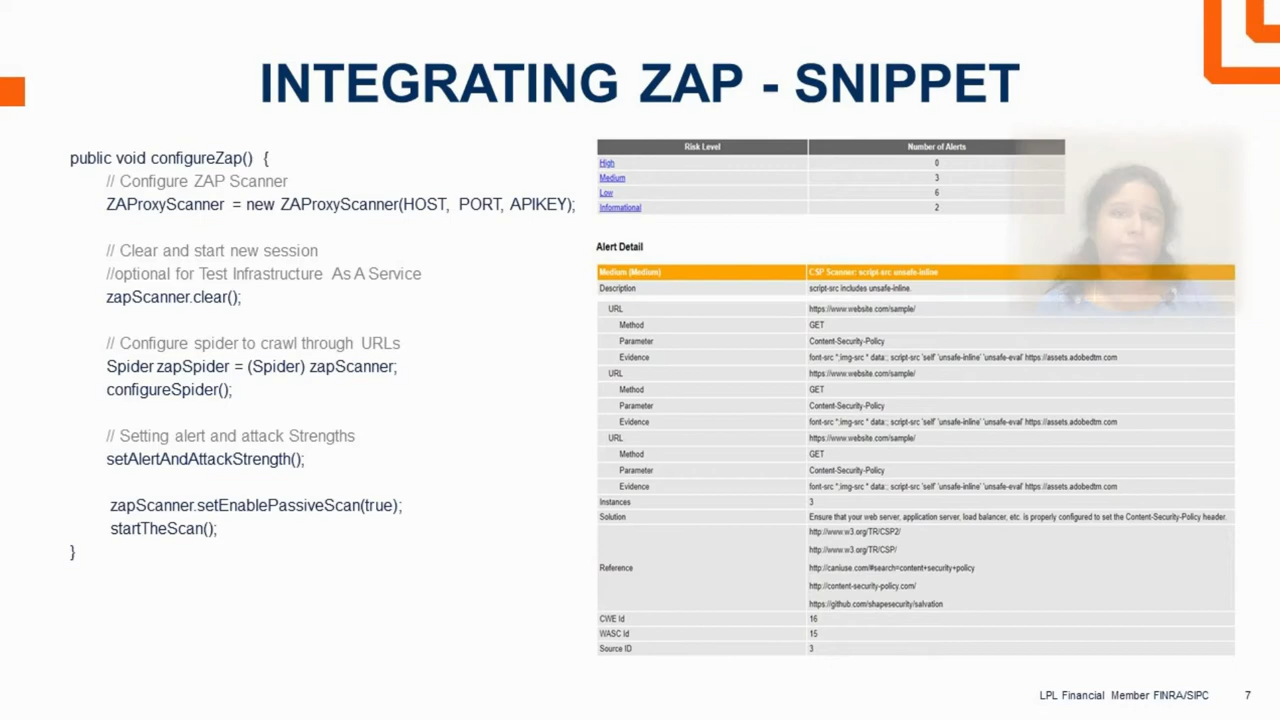 INTEGRATING ZAP - SNIPPET
public void configureZap() {
// Configure ZAP Scanner
ZAProxyScanner = new ZAProxyScanner(HOST, PORT, APIKEY);
// Clear and start new session
//optional for Test Infrastructure As A Service
zapScanner.clear();
// Configure spider to crawl through URLs
Spider zapSpider = (Spider) zapScanner;
configureSpider();
// Setting alert and attack Strengths
setAlertAndAttackStrength();
zapScanner.setEnablePassiveScan(true);
startTheScan();
}
Risk Level Number of Alerts
High 0
Medium 3
Low 6
Informational 2
Alert Detail
Medium (Medium) CSP Scanner: script-src unsafe-inline
Description script-src includes unsafe-inline.
URL https://www.website.com/sample/
Method GET
Parameter Content-Security-Policy
Evidence font-src *;img-src * data:; script-src 'self' 'unsafe-inline' 'unsafe-eval' https://assets.adobedtm.com
URL https://www.website.com/sample/
Method GET
Parameter Content-Security-Policy
Evidence font-src *;img-src * data:; script-src 'self' 'unsafe-inline' 'unsafe-eval' https://assets.adobedtm.com
URL https://www.website.com/sample/
Method GET
Parameter Content-Security-Policy
Evidence font-src *;img-src * data:; script-src 'self' 'unsafe-inline' 'unsafe-eval' https://assets.adobedtm.com
Instances 3
Solution Ensure that your web server, application server, load balancer, etc. is properly configured to set the Content-Security-Policy header.
http://www.w3.org/TR/CSP2/
http://www.w3.org/TR/CSP/
Reference http://caniuse.com/#search=content+security+policy
http://content-security-policy.com/
https://github.com/shapesecurity/salvation
CWE Id 16
WASC Id 15
Source ID 3
LPL Financial Member FINRA/SIPC 7